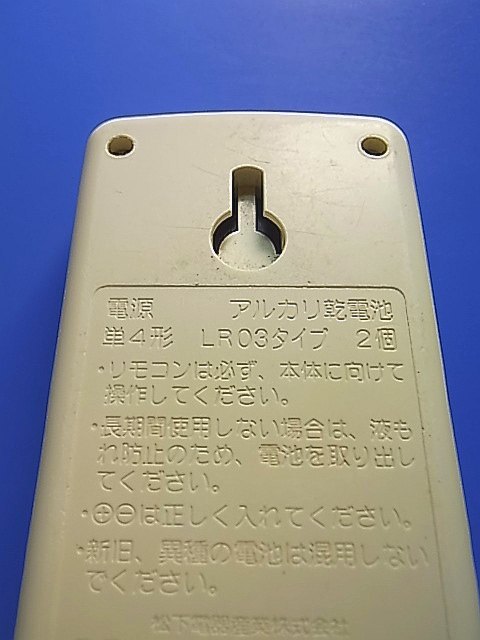 電源 アルカリ乾電池
単4形 LR03タイプ 2個
・リモコンは必ず、本体に向けて
操作してください。
・長期間使用しない場合は、液も
れ防止のため、電池を取り出し
てください。
・⊕⊖は正しく入れてください。
・新旧、異種の電池は混用しない
でください。
松下電器産業株式会社